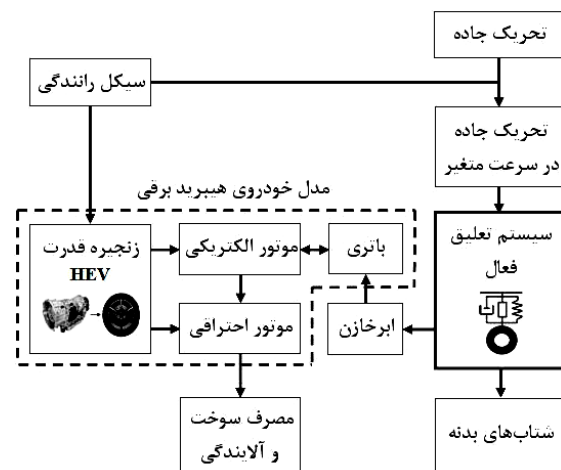 تحریک جاده
سیکل رانندگی
تحریک جاده
در سرعت متغیر
مدل خودروی هیبرید برقی
زنجیره قدرت
HEV
موتور الکتریکی
باتری
سیستم تعلیق
فعال
موتور احتراقی
ابرخازن
مصرف سوخت
و آلایندگی
شتاب‌های بدنه